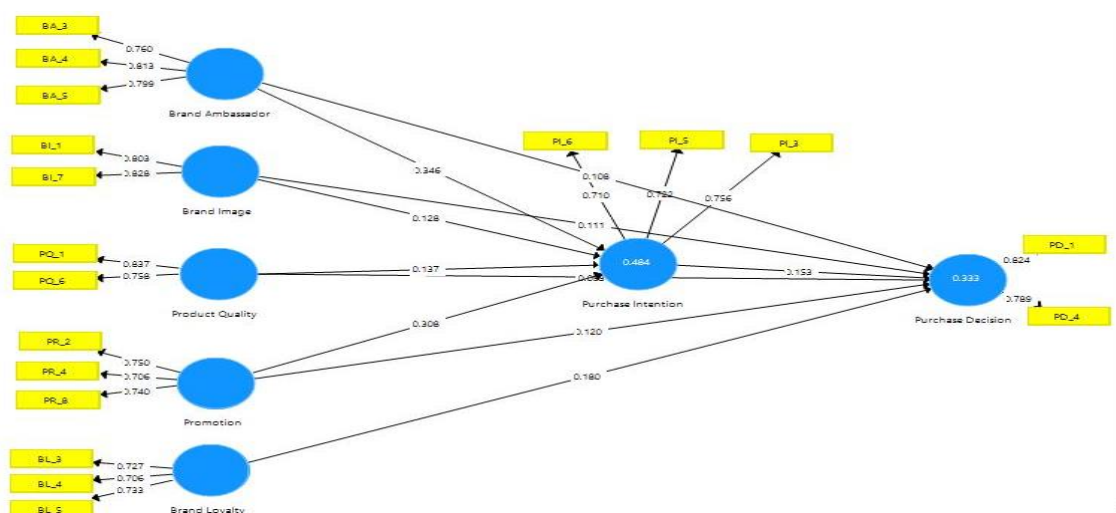 BA_3
0.760
BA_4
0.813
BA_5
0.799
Brand Ambassador
BI_1
0.803
BI_7
0.828
Brand Image
PQ_1
0.837
PQ_6
0.758
Product Quality
PR_2
0.750
PR_4
0.706
PR_8
0.740
Promotion
BL_3
0.727
BL_4
0.706
BL_5
0.733
Brand Loyalty
PI_6
PI_5
PI_3
0.710
0.756
0.346
0.108
0.128
0.111
0.137
0.308
0.484
Purchase Intention
0.153
0.120
0.180
0.333
Purchase Decision
PD_1
0.824
0.789
PD_4